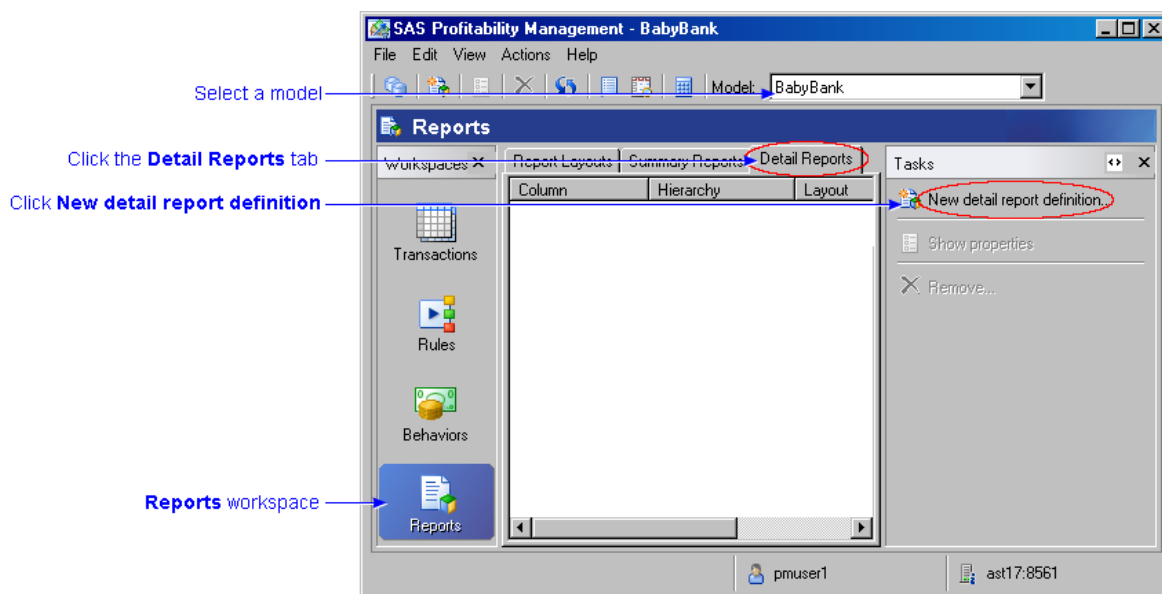 SAS Profitability Management - BabyBank
File Edit View Actions Help
Select a model
Model: BabyBank
Reports
Click the Detail Reports tab
Workspaces
Report Layouts Summary Reports Detail Reports
Tasks
Column Hierarchy Layout
Click New detail report definition
New detail report definition...
Transactions
Show properties
Remove...
Rules
Behaviors
Reports workspace
Reports
pmuser1 ast17:8561